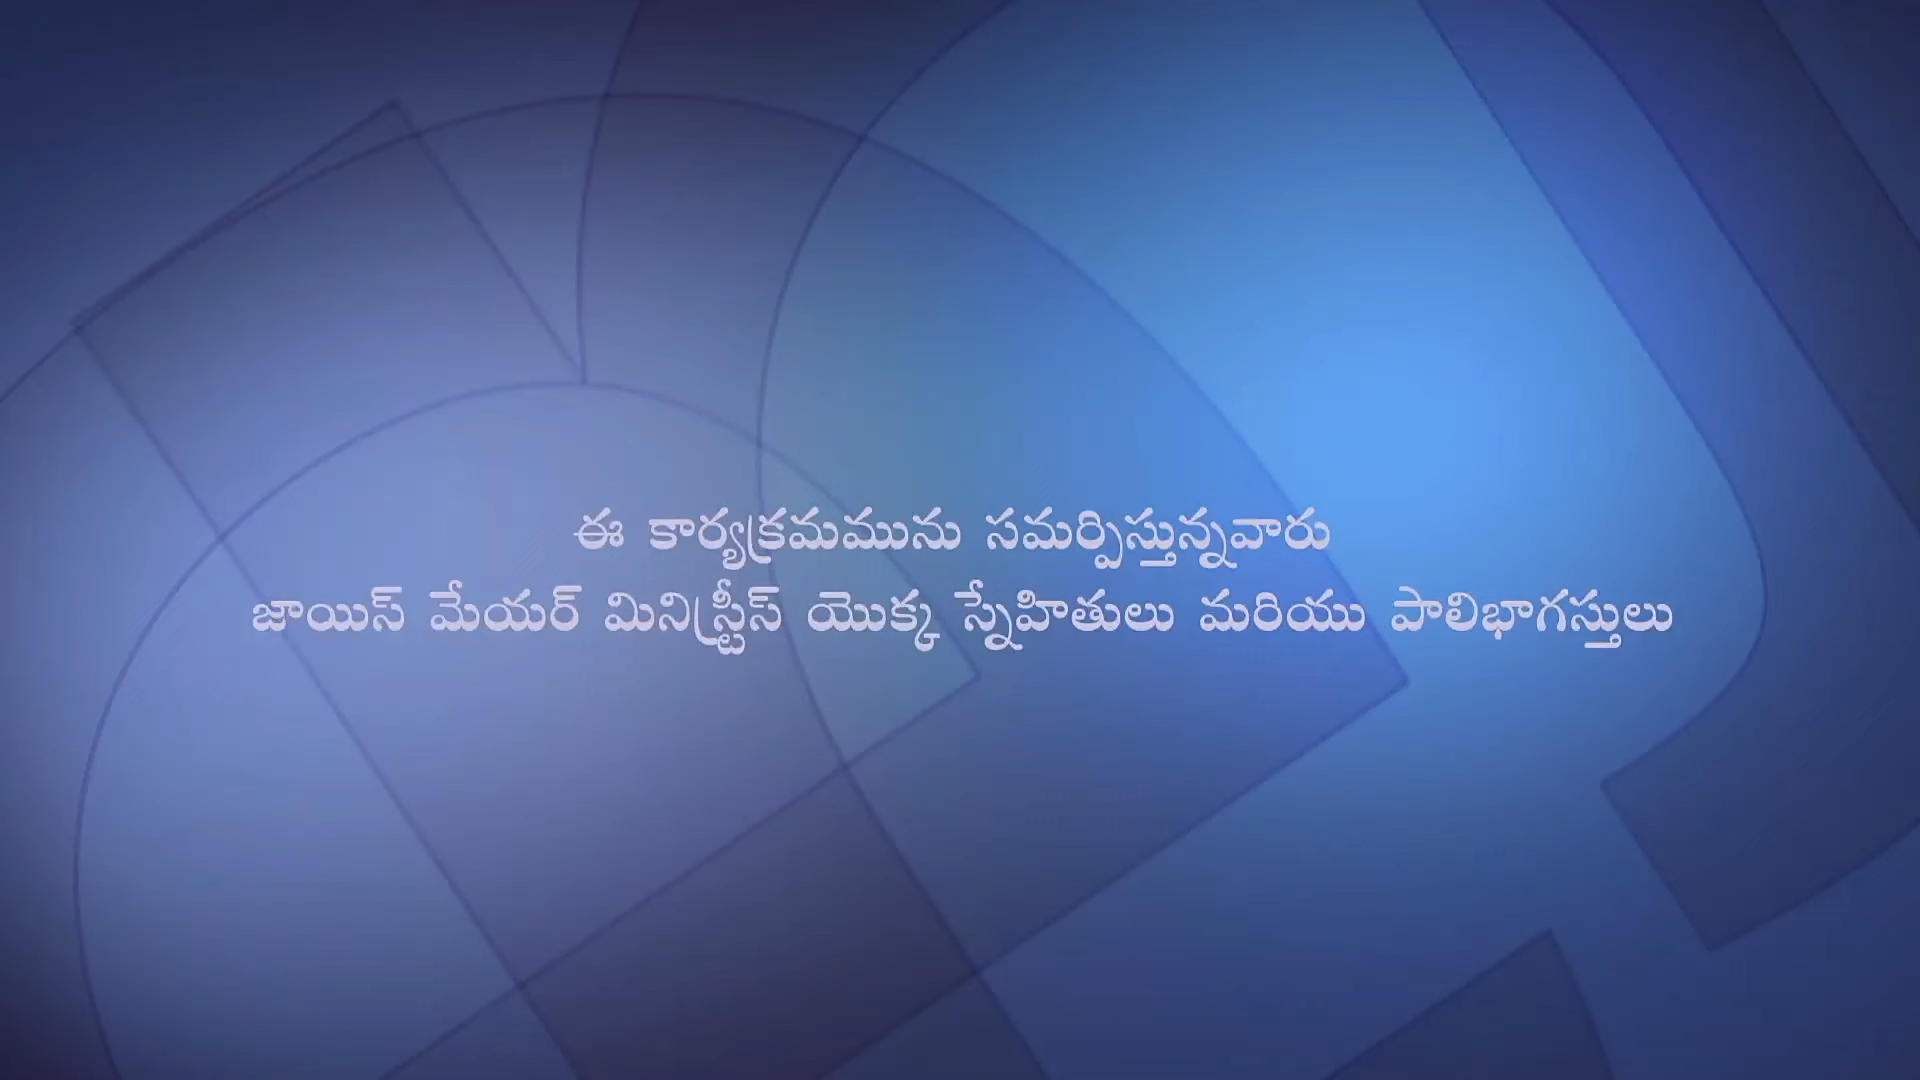 ఈ కార్యక్రమమును సమర్పిస్తున్నవారు
జాయిస్ మేయర్ మినిస్ట్రీస్ యొక్క స్నేహితులు మరియు పాలిభాగస్తులు